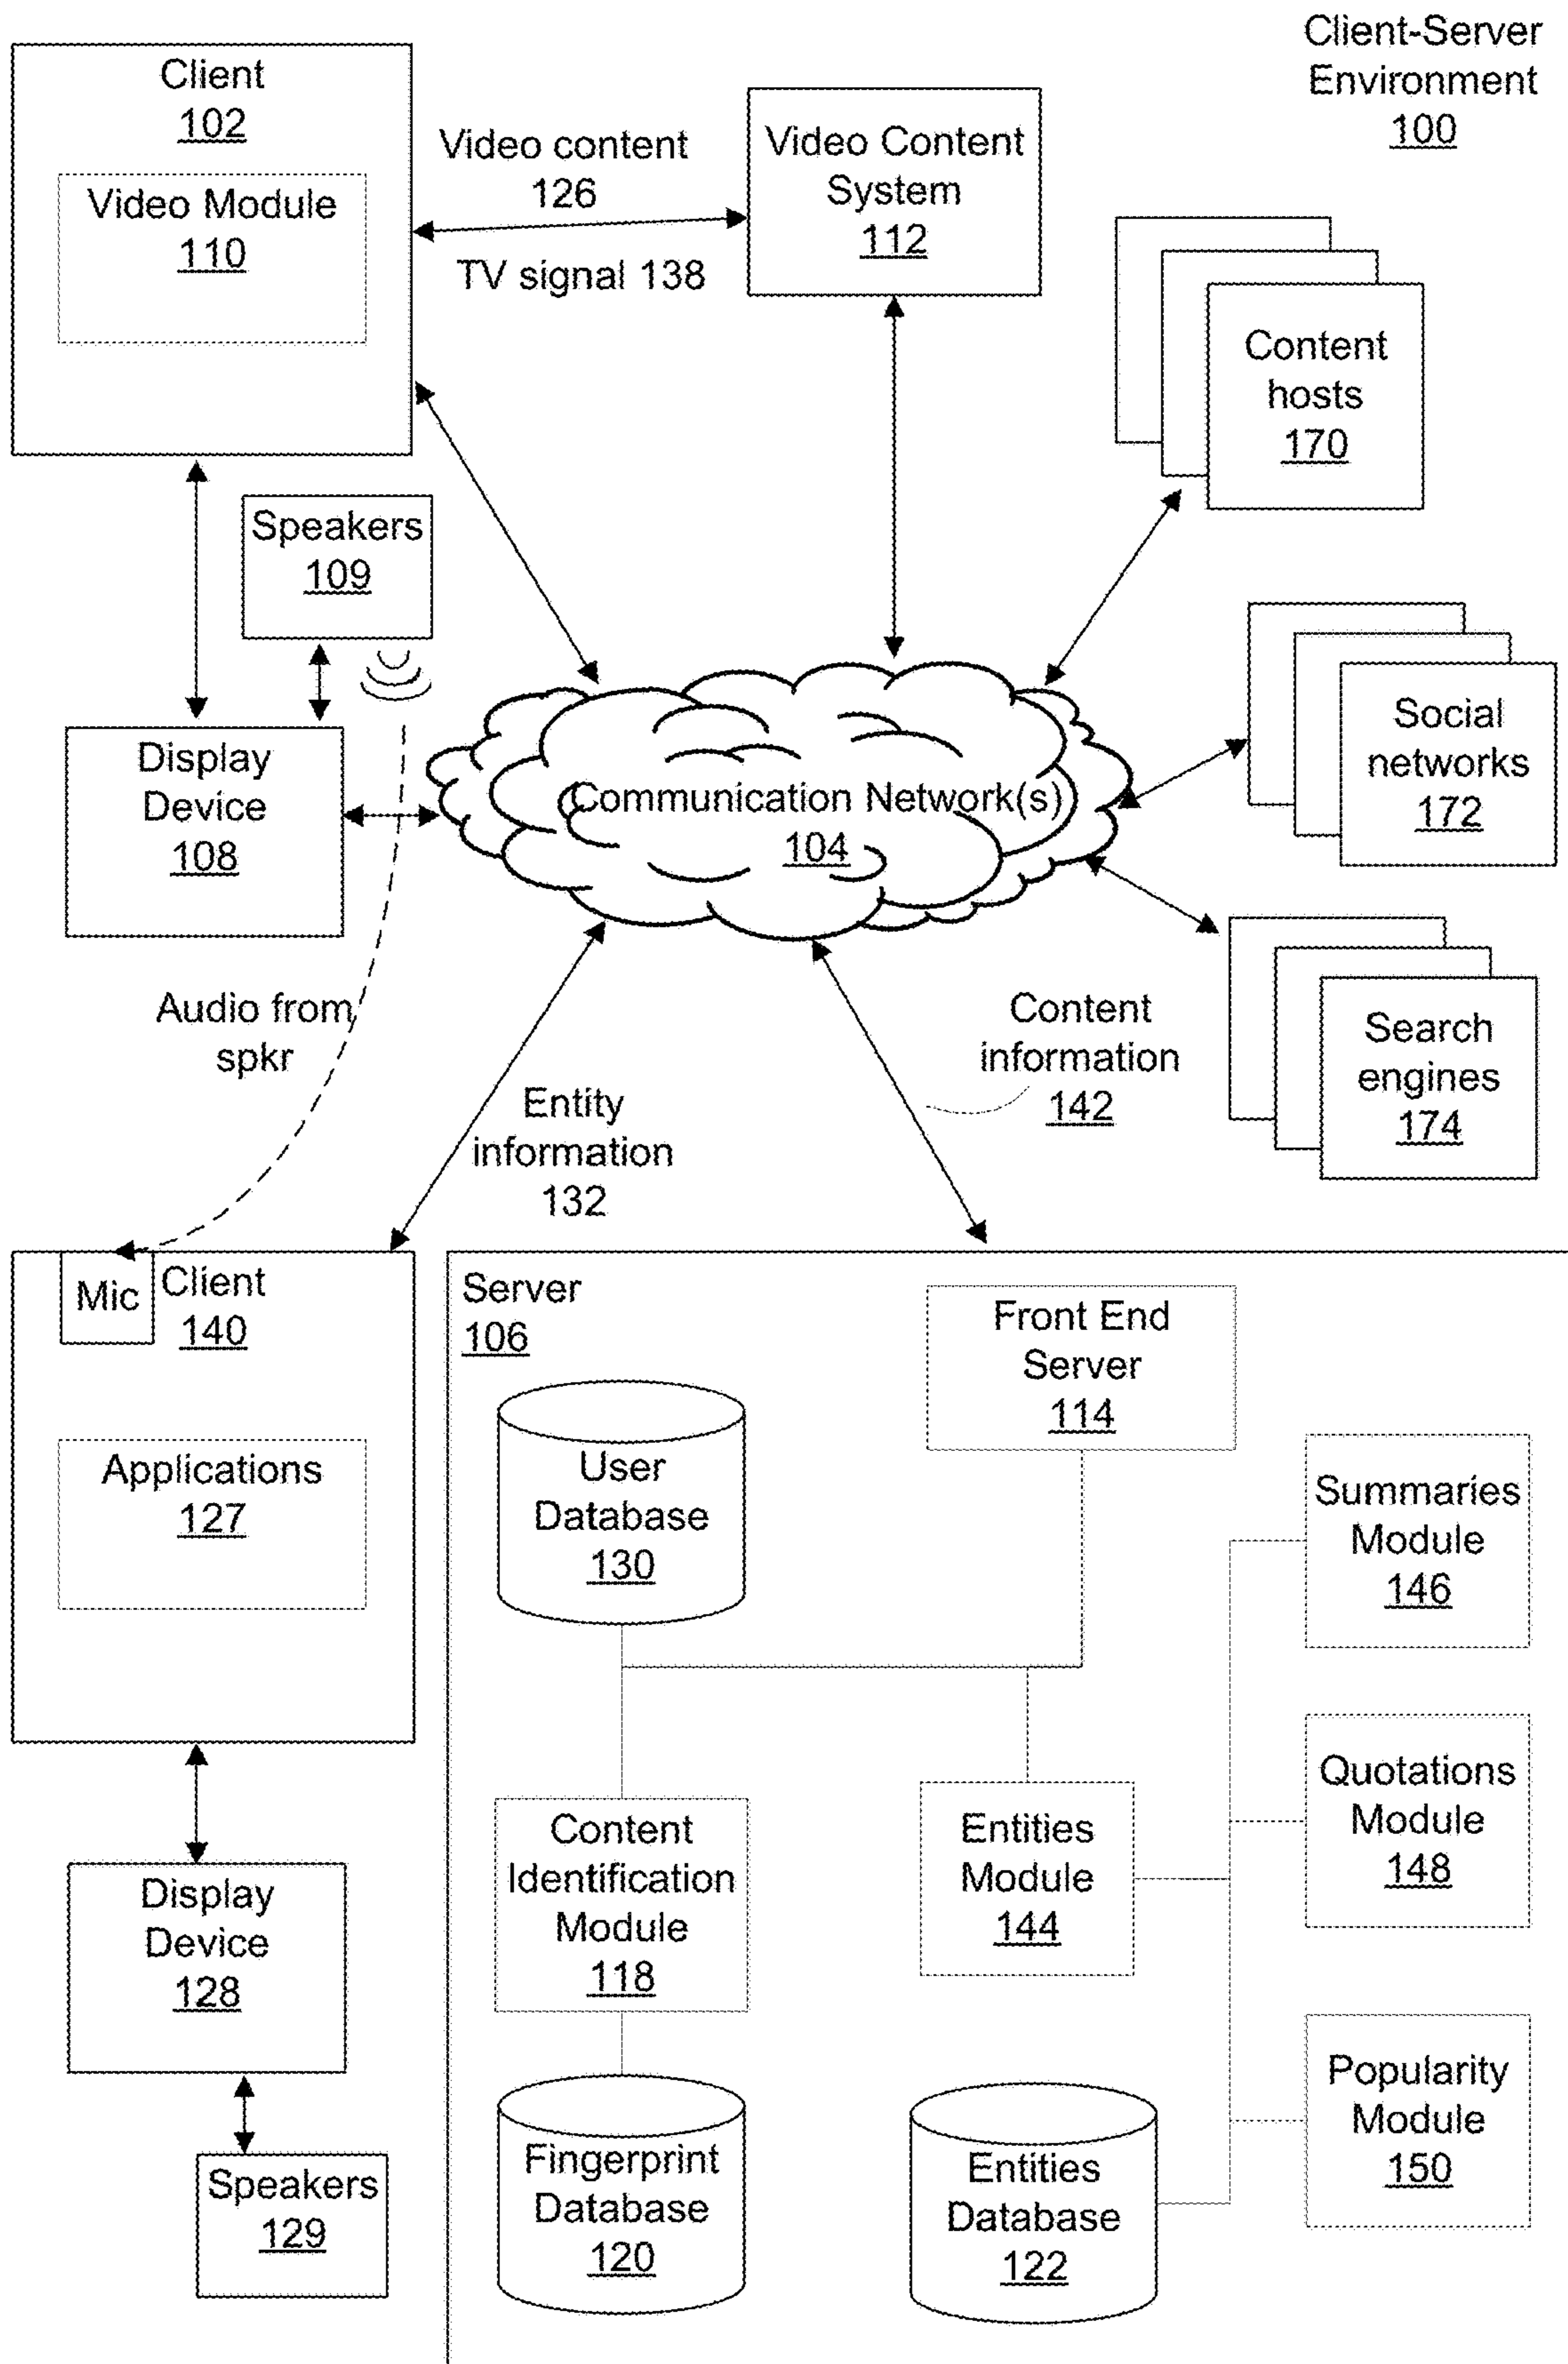 Client-Server
Environment
100
Client
102
Video Module
110
Video content
126
TV signal 138
Video Content
System
112
Content
hosts
170
Speakers
109
Social
networks
172
Display
Device
108
Communication Network(s)
104
Search
engines
174
Audio from
spkr
Content
information
142
Entity
information
132
Mic
Client
140
Applications
127
Display
Device
128
Speakers
129
Server
106
Front End
Server
114
User
Database
130
Summaries
Module
146
Content
Identification
Module
118
Entities
Module
144
Quotations
Module
148
Popularity
Module
150
Fingerprint
Database
120
Entities
Database
122